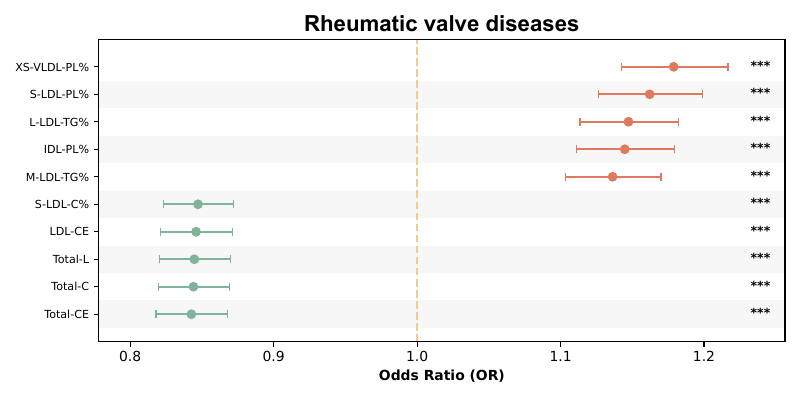 Rheumatic valve diseases
XS-VLDL-PL% ***
S-LDL-PL% ***
L-LDL-TG% ***
IDL-PL% ***
M-LDL-TG% ***
S-LDL-C% ***
LDL-CE ***
Total-L ***
Total-C ***
Total-CE ***
0.8 0.9 1.0 1.1 1.2
Odds Ratio (OR)